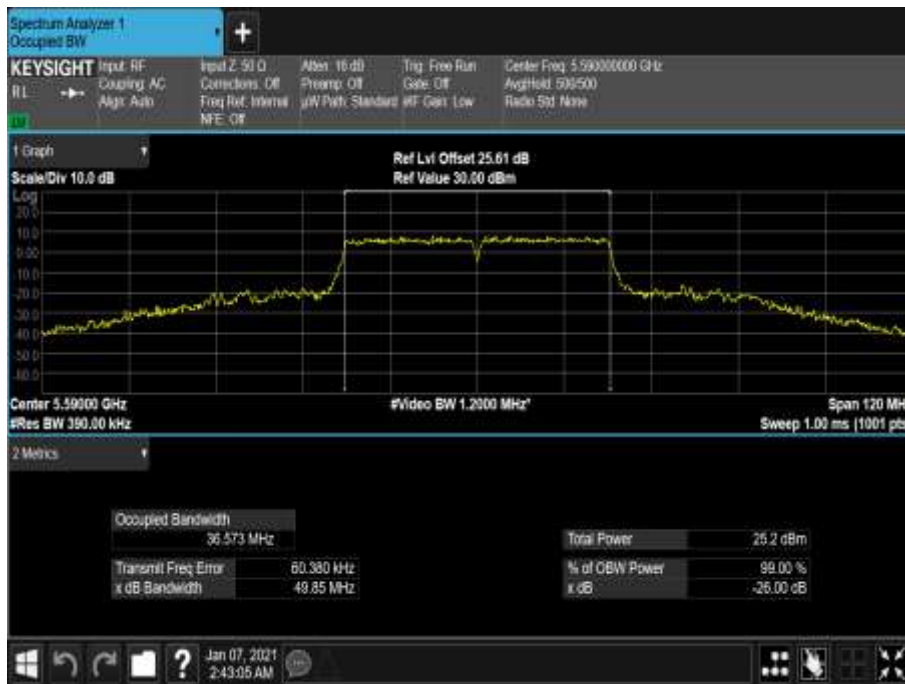 Spectrum Analyzer 1
Occupied BW
+
KEYSIGHT Input: RF Input Z: 50 Ω Atten: 16 dB Trig: Free Run Center Freq: 5.590000000 GHz
RL Coupling: AC Corrections: Off Preamp: Off Gate: Off Avg|Hold: 500/500
Align: Auto Freq Ref: Internal µW Path: Standard #IF Gain: Low Radio Std: None
NFE: Off
1 Graph
Ref Lvl Offset 25.61 dB
Scale/Div 10.0 dB Ref Value 30.00 dBm
Log
20.0
10.0
0.00
-10.0
-20.0
-30.0
-40.0
-50.0
-60.0
Center 5.59000 GHz #Video BW 1.2000 MHz* Span 120 MH
#Res BW 390.00 kHz Sweep 1.00 ms (1001 pts
2 Metrics
Occupied Bandwidth
36.573 MHz Total Power 25.2 dBm
Transmit Freq Error 60.380 kHz % of OBW Power 99.00 %
x dB Bandwidth 49.85 MHz x dB -26.00 dB
? Jan 07, 2021
2:43:05 AM